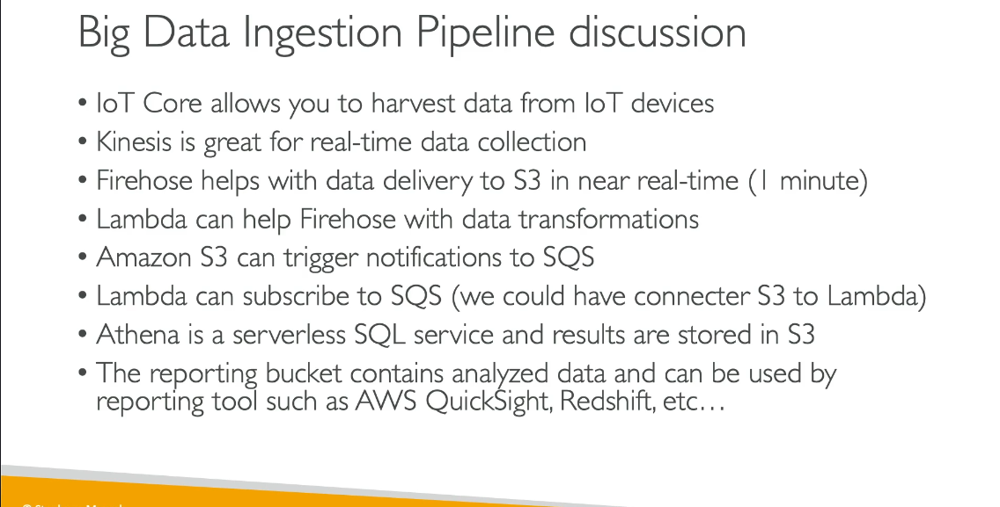 Big Data Ingestion Pipeline discussion
• IoT Core allows you to harvest data from IoT devices
• Kinesis is great for real-time data collection
• Firehose helps with data delivery to S3 in near real-time (1 minute)
• Lambda can help Firehose with data transformations
• Amazon S3 can trigger notifications to SQS
• Lambda can subscribe to SQS (we could have connecter S3 to Lambda)
• Athena is a serverless SQL service and results are stored in S3
• The reporting bucket contains analyzed data and can be used by
reporting tool such as AWS QuickSight, Redshift, etc…